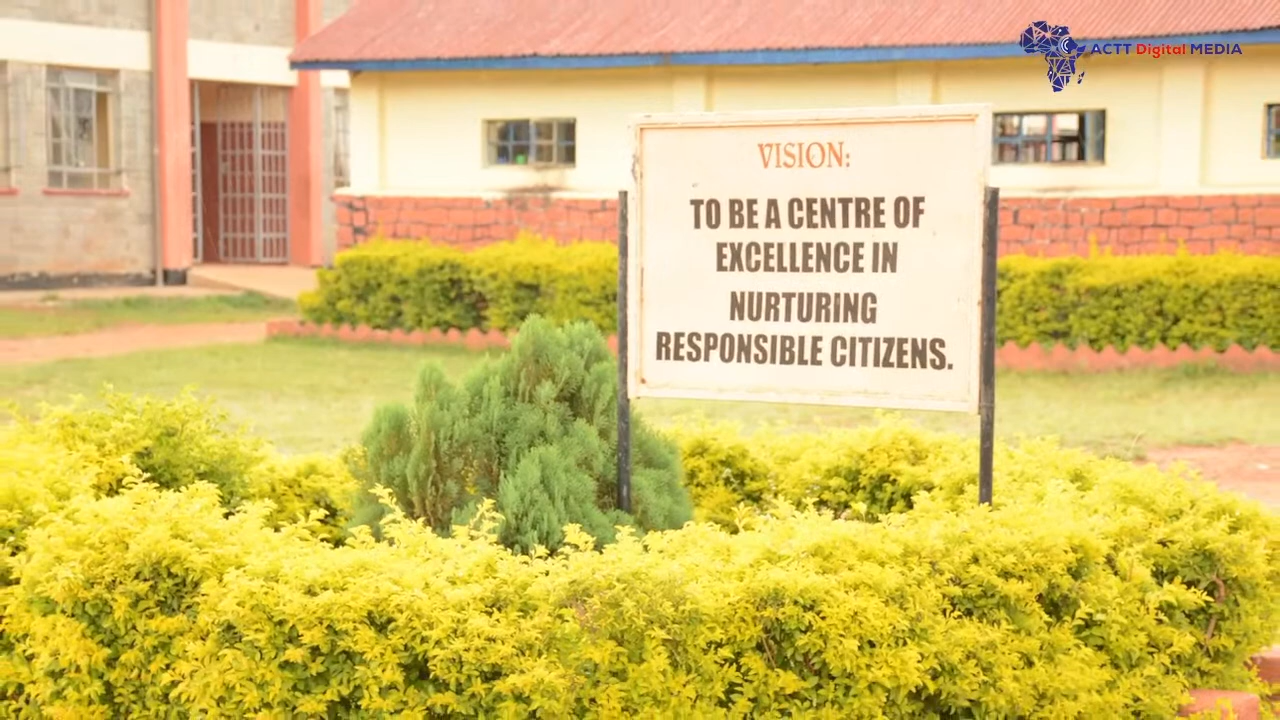 ACTT Digital MEDIA
VISION:
TO BE A CENTRE OF
EXCELLENCE IN
NURTURING
RESPONSIBLE CITIZENS.